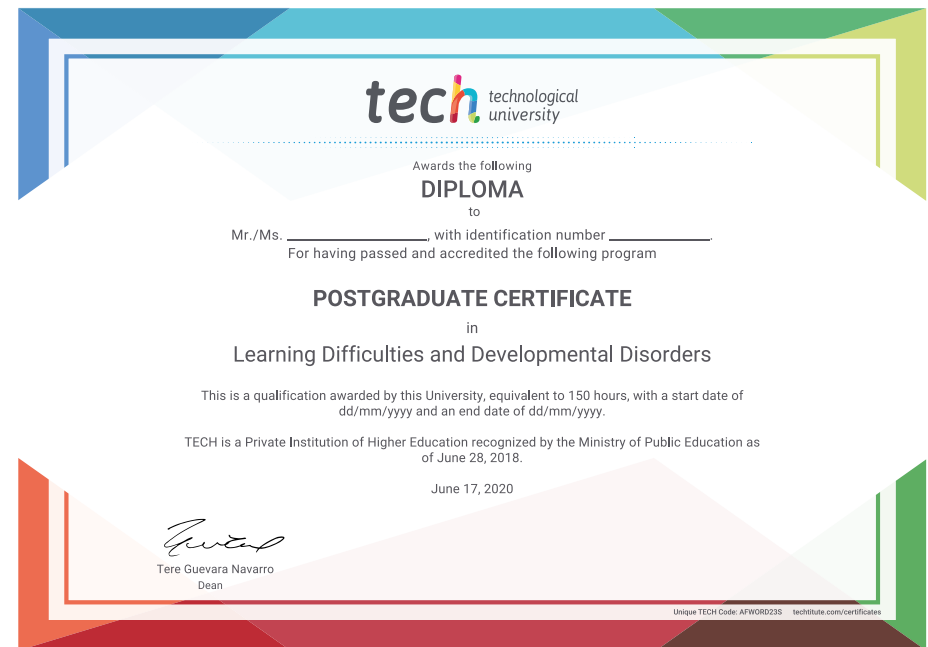 tech technological
university
Awards the following
DIPLOMA
to
Mr./Ms. ____________, with identification number ____________.
For having passed and accredited the following program
POSTGRADUATE CERTIFICATE
in
Learning Difficulties and Developmental Disorders
This is a qualification awarded by this University, equivalent to 150 hours, with a start date of
dd/mm/yyyy and an end date of dd/mm/yyyy.
TECH is a Private Institution of Higher Education recognized by the Ministry of Public Education as
of June 28, 2018.
June 17, 2020
Tere Guevara Navarro
Dean
Unique TECH Code: AFWORD23S techtitute.com/certificates